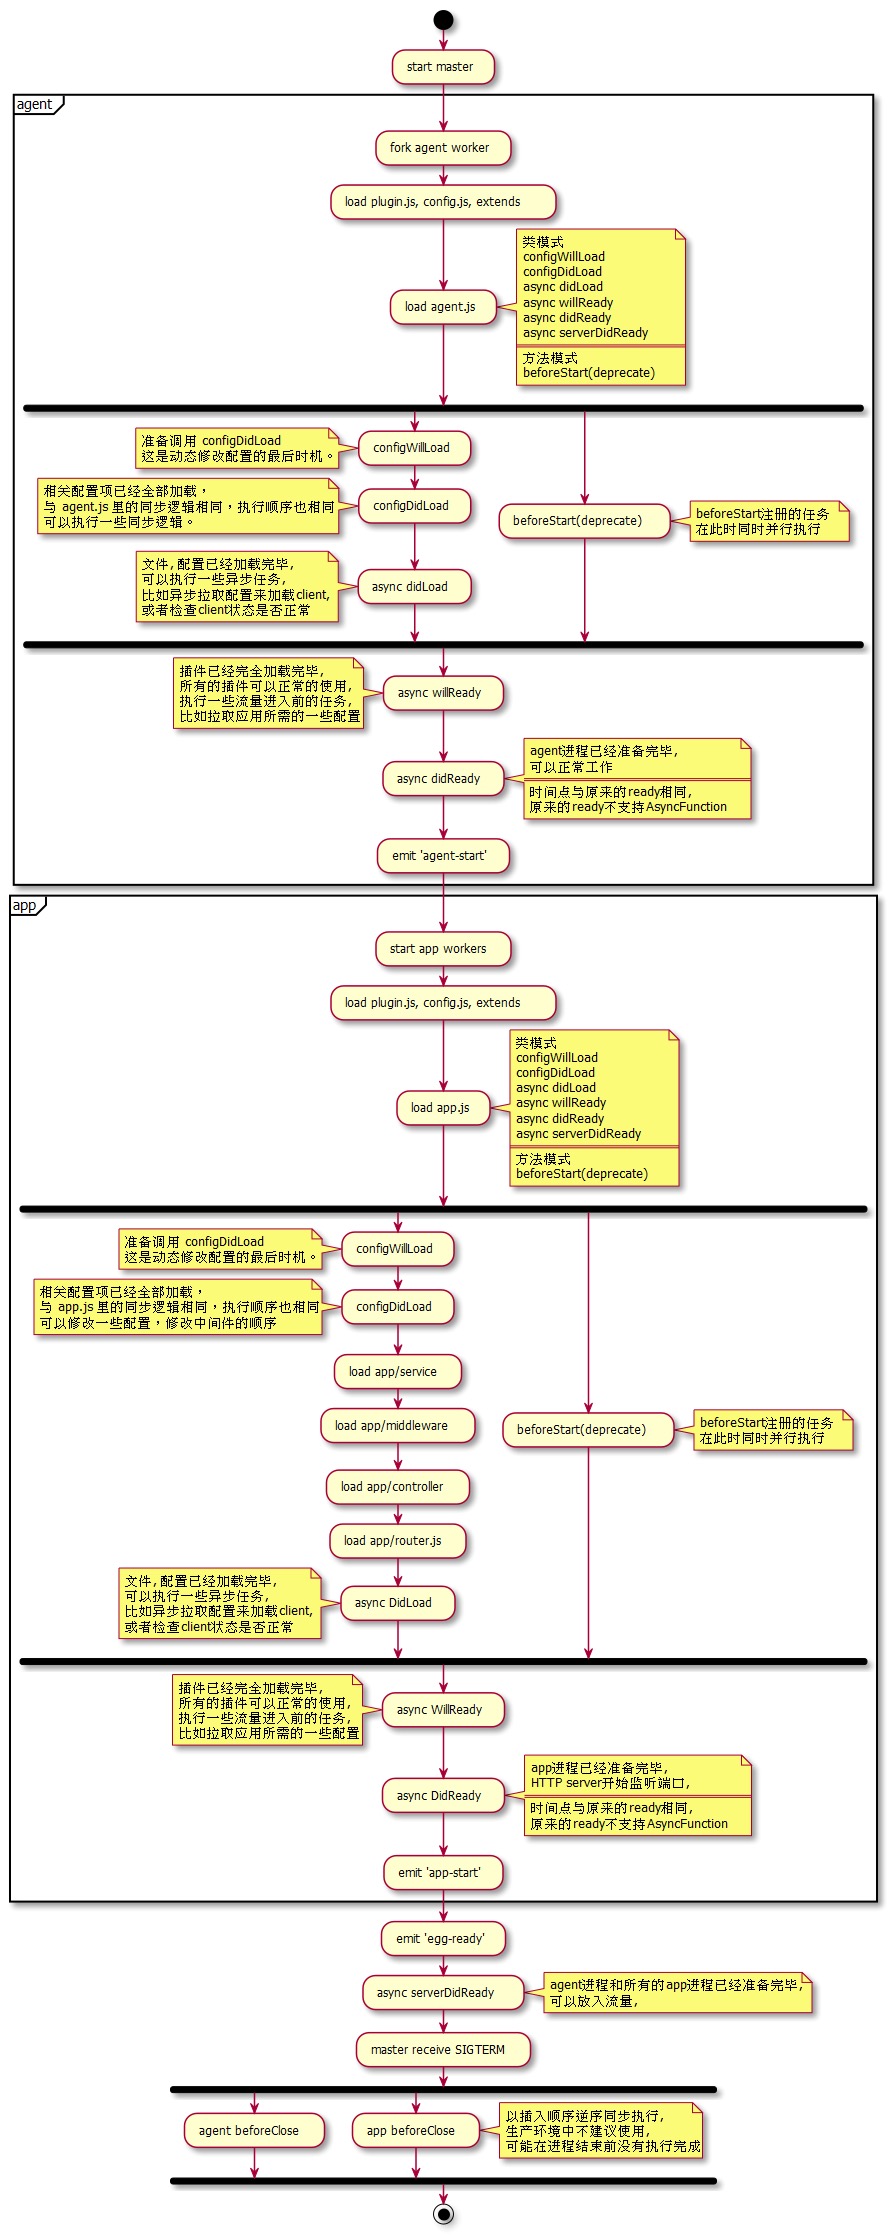 start master
agent
fork agent worker
load plugin.js, config.js, extends
类模式
configWillLoad
configDidLoad
async didLoad
async willReady
async didReady
async serverDidReady
方法模式
beforeStart(deprecate)
load agent.js
准备调用 configDidLoad
这是动态修改配置的最后时机。
configWillLoad
相关配置项已经全部加载，
与 agent.js 里的同步逻辑相同，执行顺序也相同
可以执行一些同步逻辑。
configDidLoad
beforeStart(deprecate)
beforeStart注册的任务
在此时同时并行执行
文件,配置已经加载完毕,
可以执行一些异步任务,
比如异步拉取配置来加载client,
或者检查client状态是否正常
async didLoad
插件已经完全加载完毕,
所有的插件可以正常的使用,
执行一些流量进入前的任务,
比如拉取应用所需的一些配置
async willReady
async didReady
agent进程已经准备完毕,
可以正常工作
时间点与原来的ready相同,
原来的ready不支持AsyncFunction
emit 'agent-start'
app
start app workers
load plugin.js, config.js, extends
类模式
configWillLoad
configDidLoad
async didLoad
async willReady
async didReady
async serverDidReady
方法模式
beforeStart(deprecate)
load app.js
准备调用 configDidLoad
这是动态修改配置的最后时机。
configWillLoad
相关配置项已经全部加载，
与 app.js 里的同步逻辑相同，执行顺序也相同
可以修改一些配置，修改中间件的顺序
configDidLoad
load app/service
load app/middleware
beforeStart(deprecate)
beforeStart注册的任务
在此时同时并行执行
load app/controller
load app/router.js
文件,配置已经加载完毕,
可以执行一些异步任务,
比如异步拉取配置来加载client,
或者检查client状态是否正常
async DidLoad
插件已经完全加载完毕,
所有的插件可以正常的使用,
执行一些流量进入前的任务,
比如拉取应用所需的一些配置
async WillReady
async DidReady
app进程已经准备完毕,
HTTP server开始监听端口,
时间点与原来的ready相同,
原来的ready不支持AsyncFunction
emit 'app-start'
emit 'egg-ready'
async serverDidReady
agent进程和所有的app进程已经准备完毕,
可以放入流量,
master receive SIGTERM
agent beforeClose
app beforeClose
以插入顺序逆序同步执行,
生产环境中不建议使用,
可能在进程结束前没有执行完成